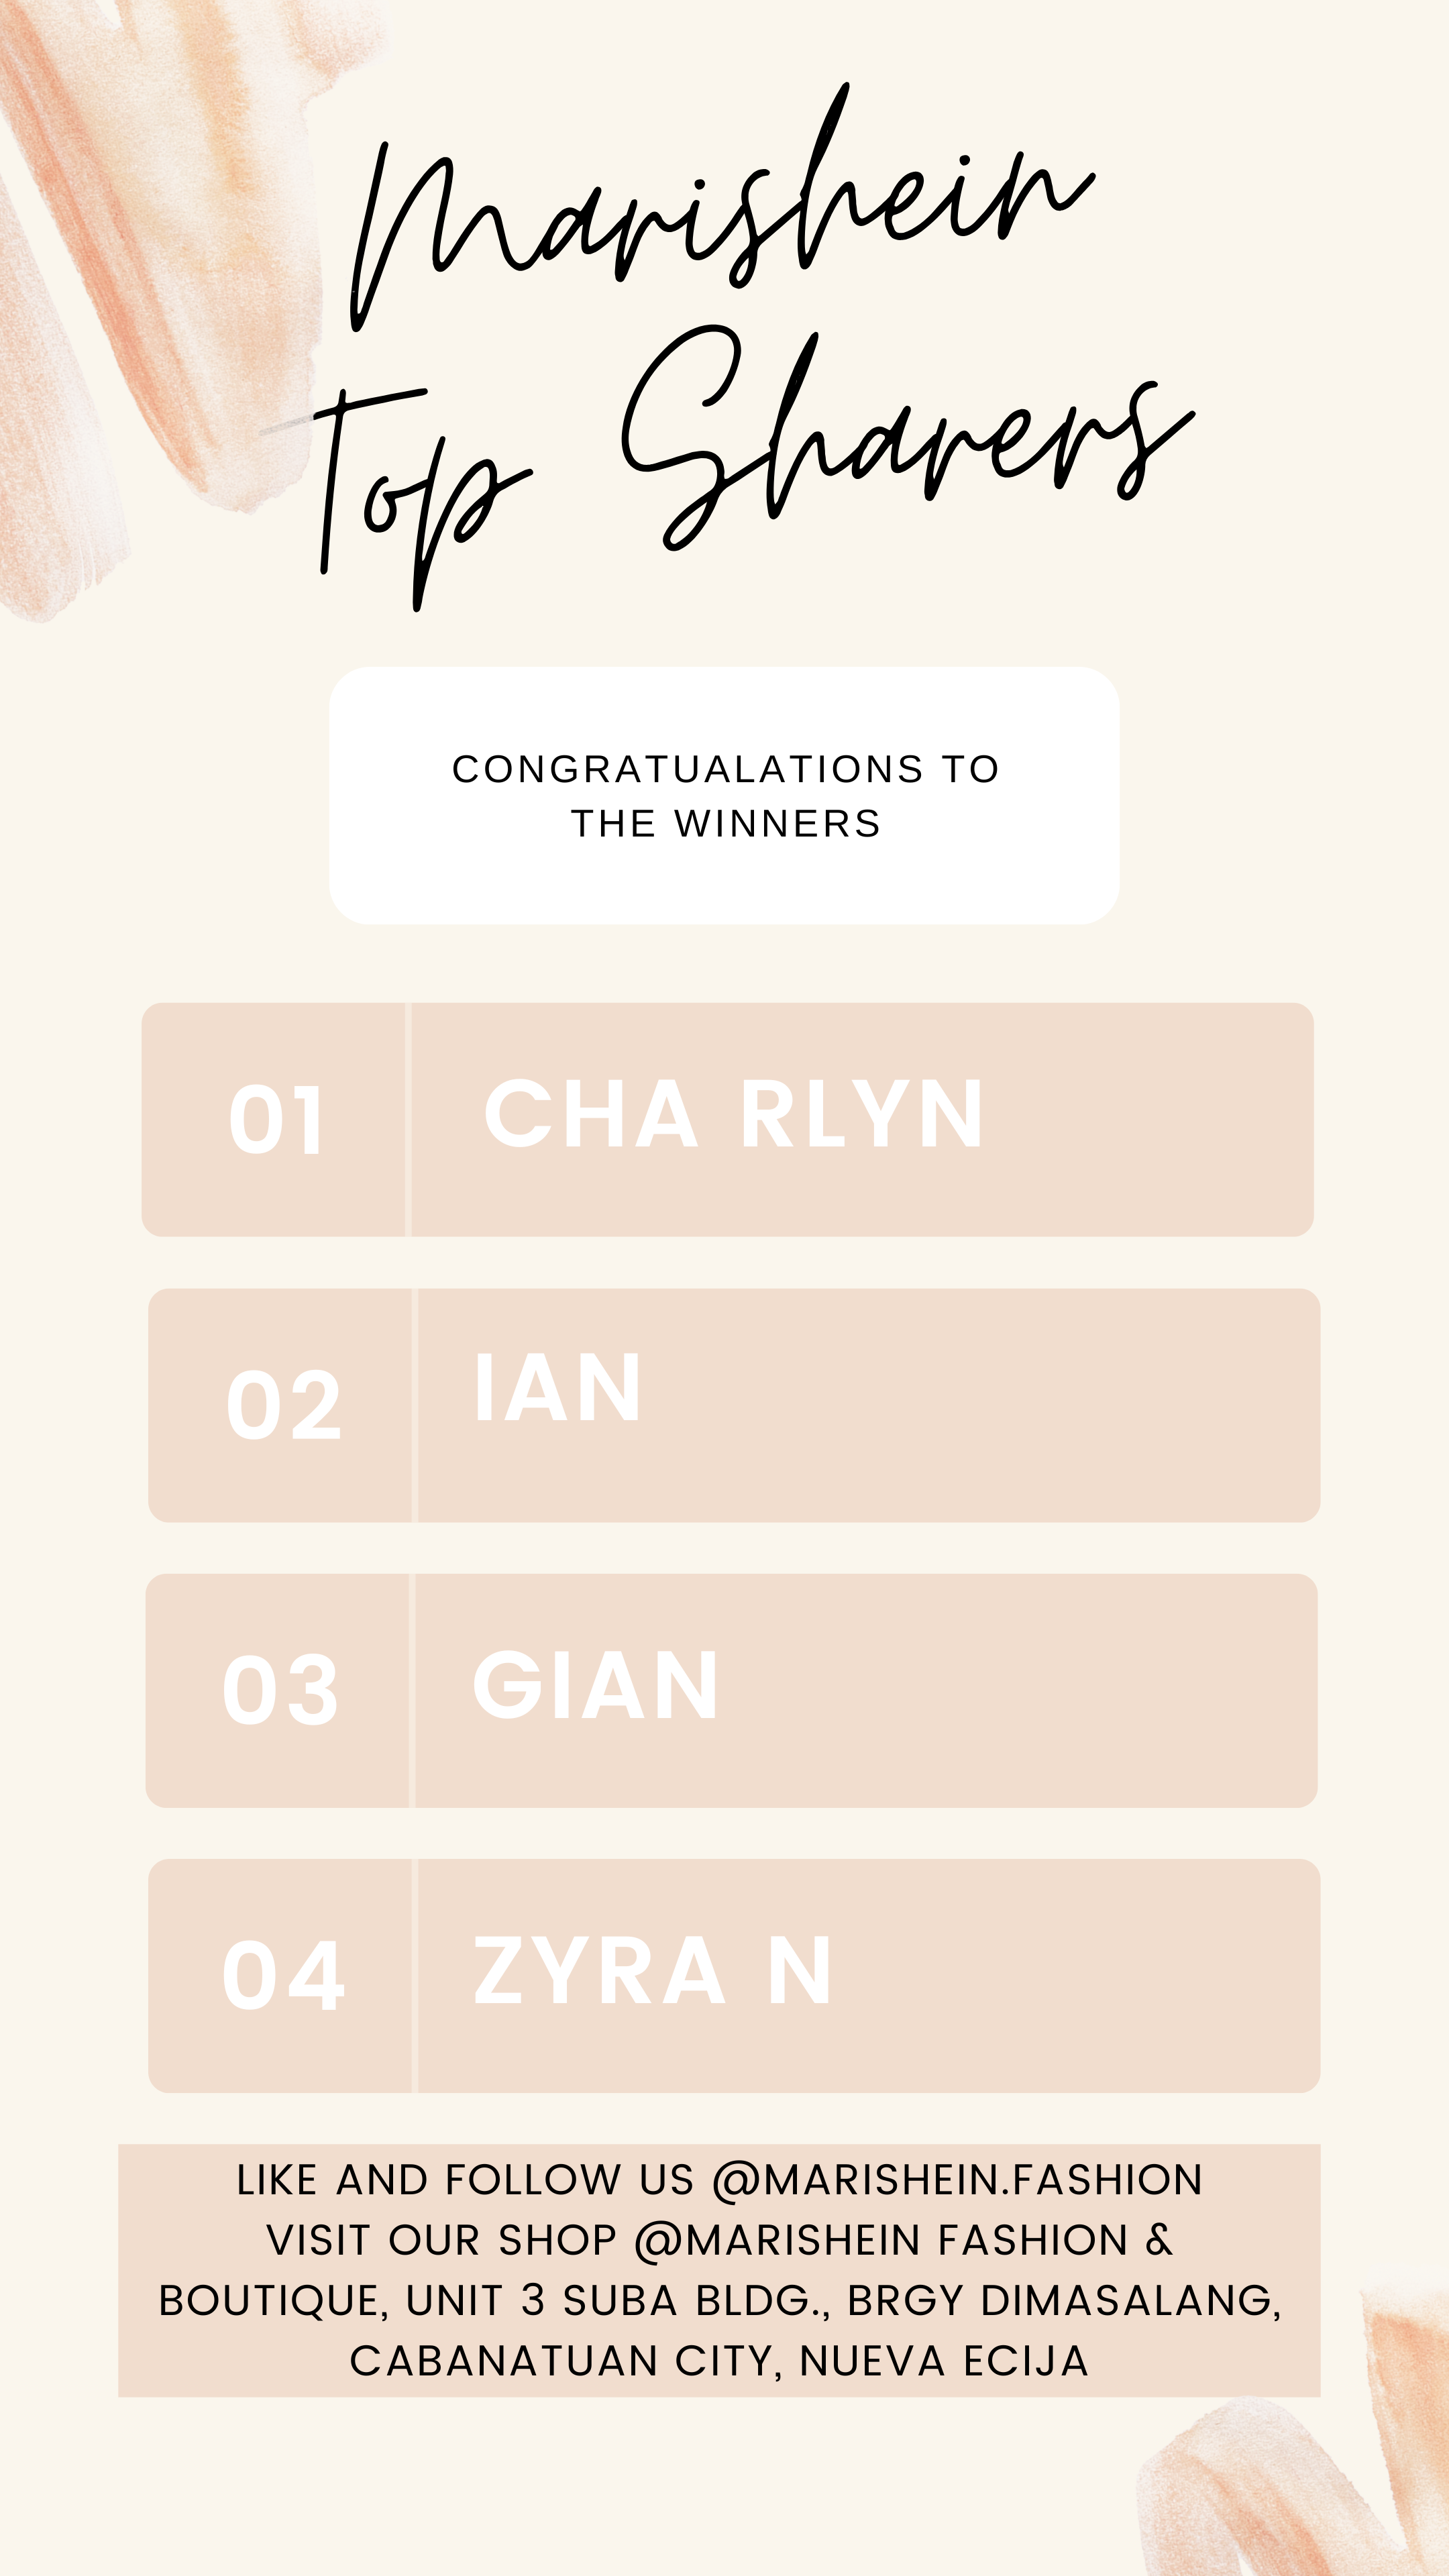 Marishein
Top Sharers
CONGRATUALATIONS TO
THE WINNERS
01 CHA RLYN
02 IAN
03 GIAN
04 ZYRA N
LIKE AND FOLLOW US @MARISHEIN.FASHION
VISIT OUR SHOP @MARISHEIN FASHION &
BOUTIQUE, UNIT 3 SUBA BLDG., BRGY DIMASALANG,
CABANATUAN CITY, NUEVA ECIJA